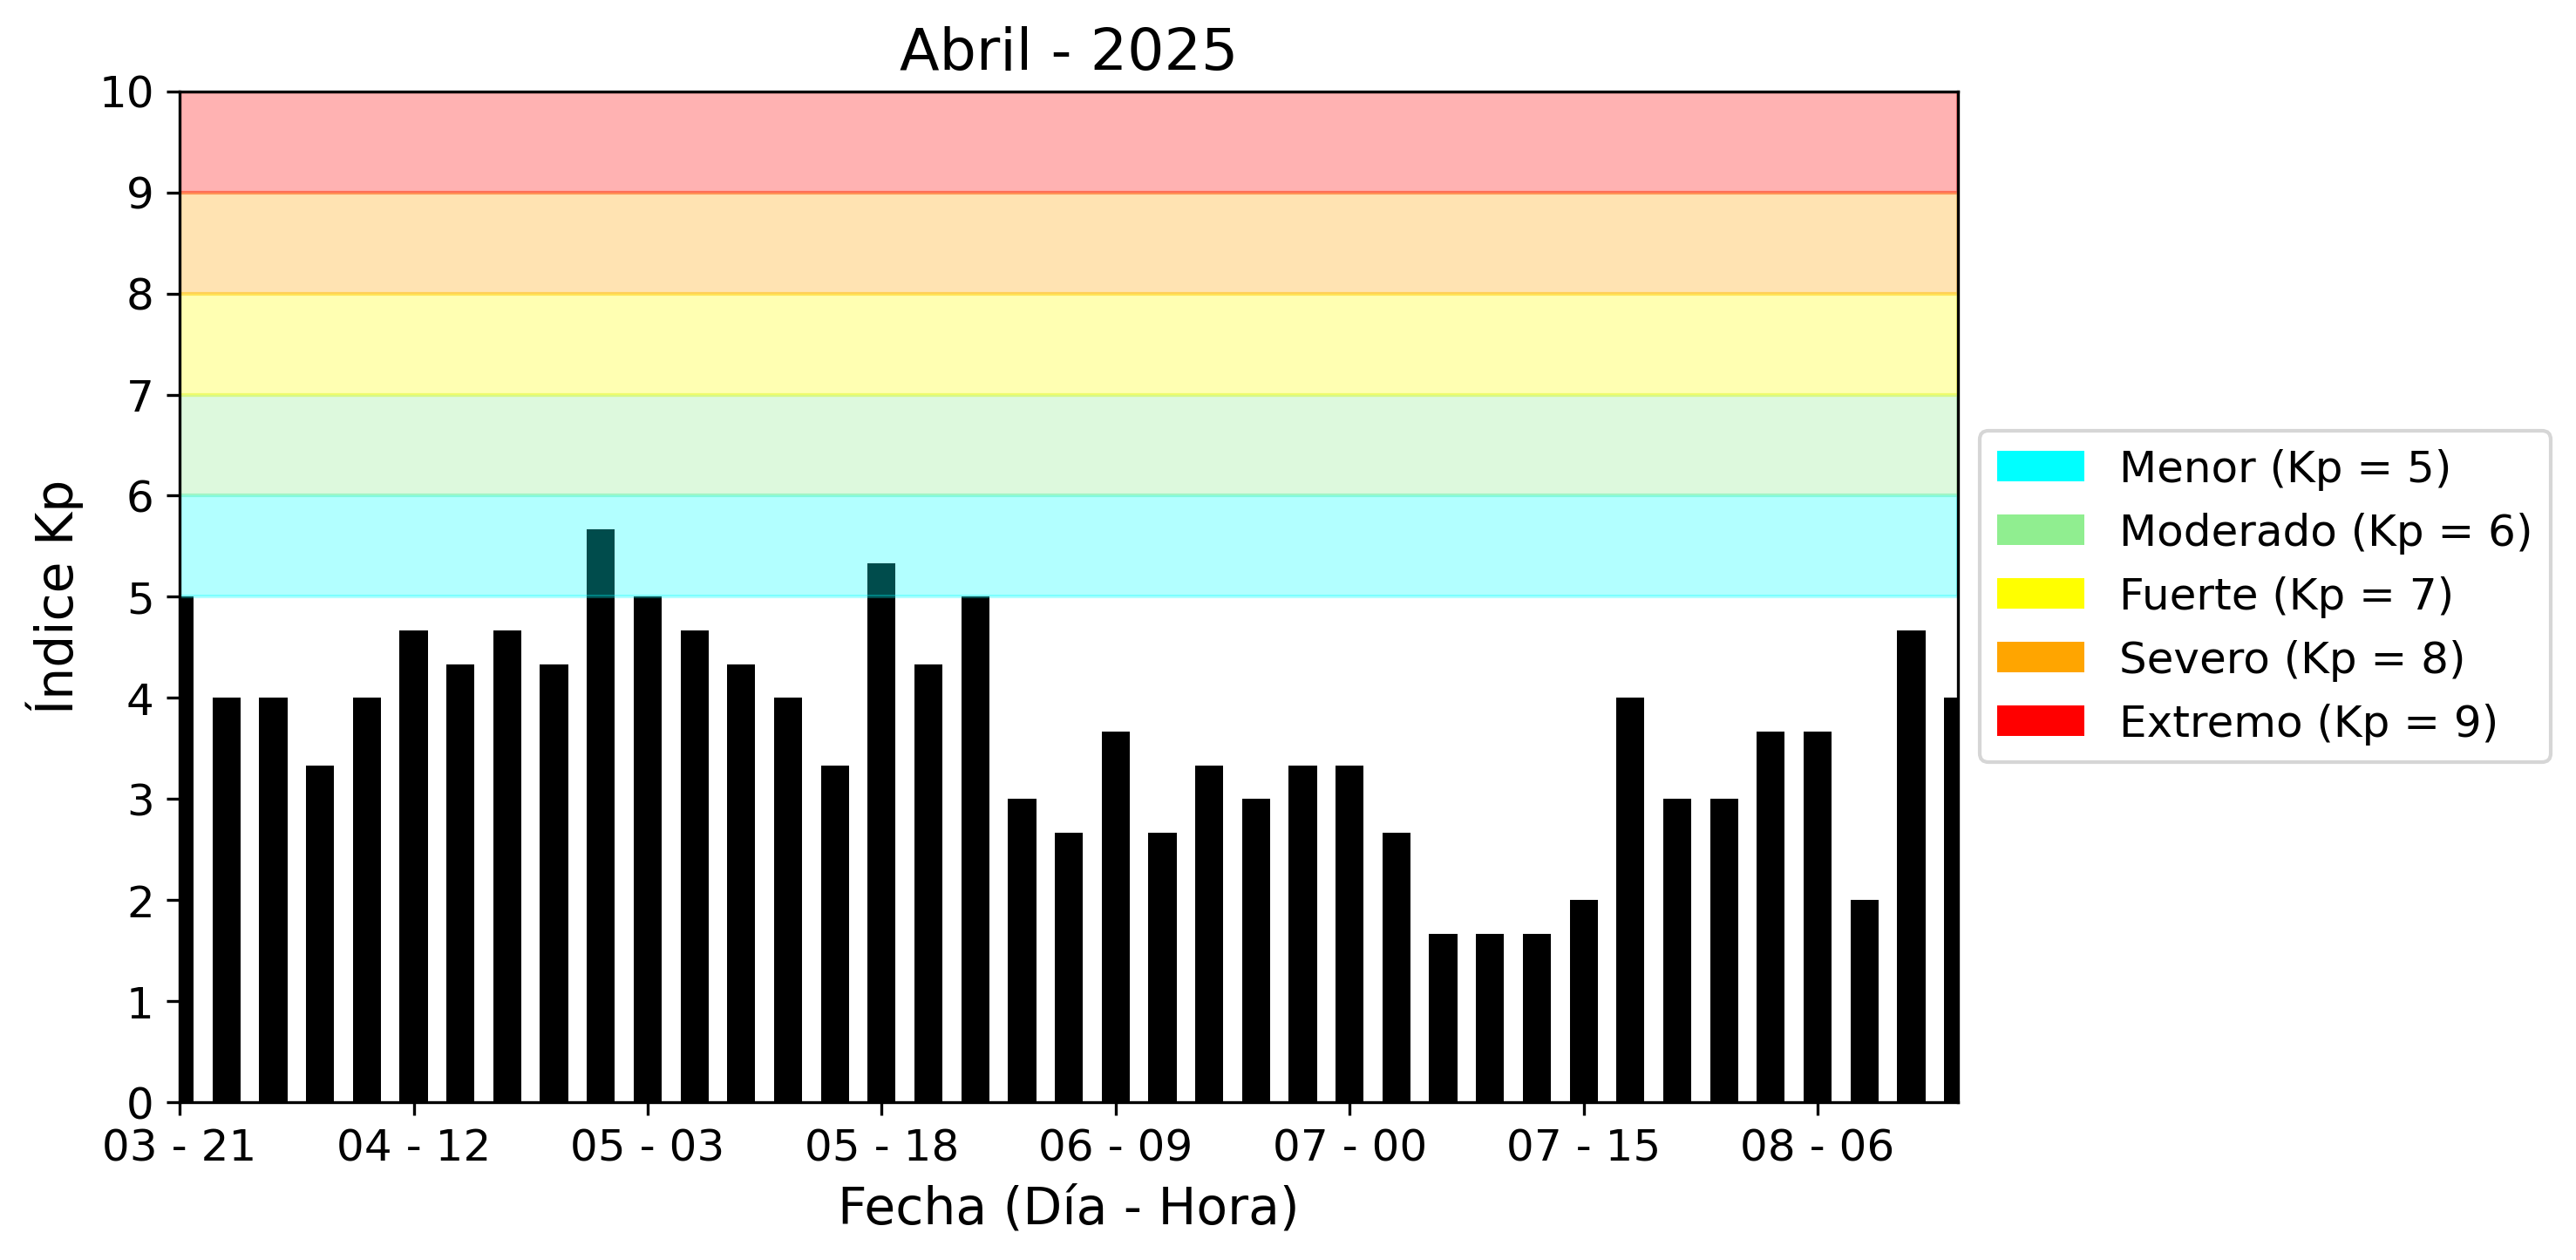 Abril - 2025
10
9
8
7
6
5
4
3
2
1
0
Índice Kp
03 - 21
04 - 12
05 - 03
05 - 18
06 - 09
07 - 00
07 - 15
08 - 06
Fecha (Día - Hora)
Menor (Kp = 5)
Moderado (Kp = 6)
Fuerte (Kp = 7)
Severo (Kp = 8)
Extremo (Kp = 9)